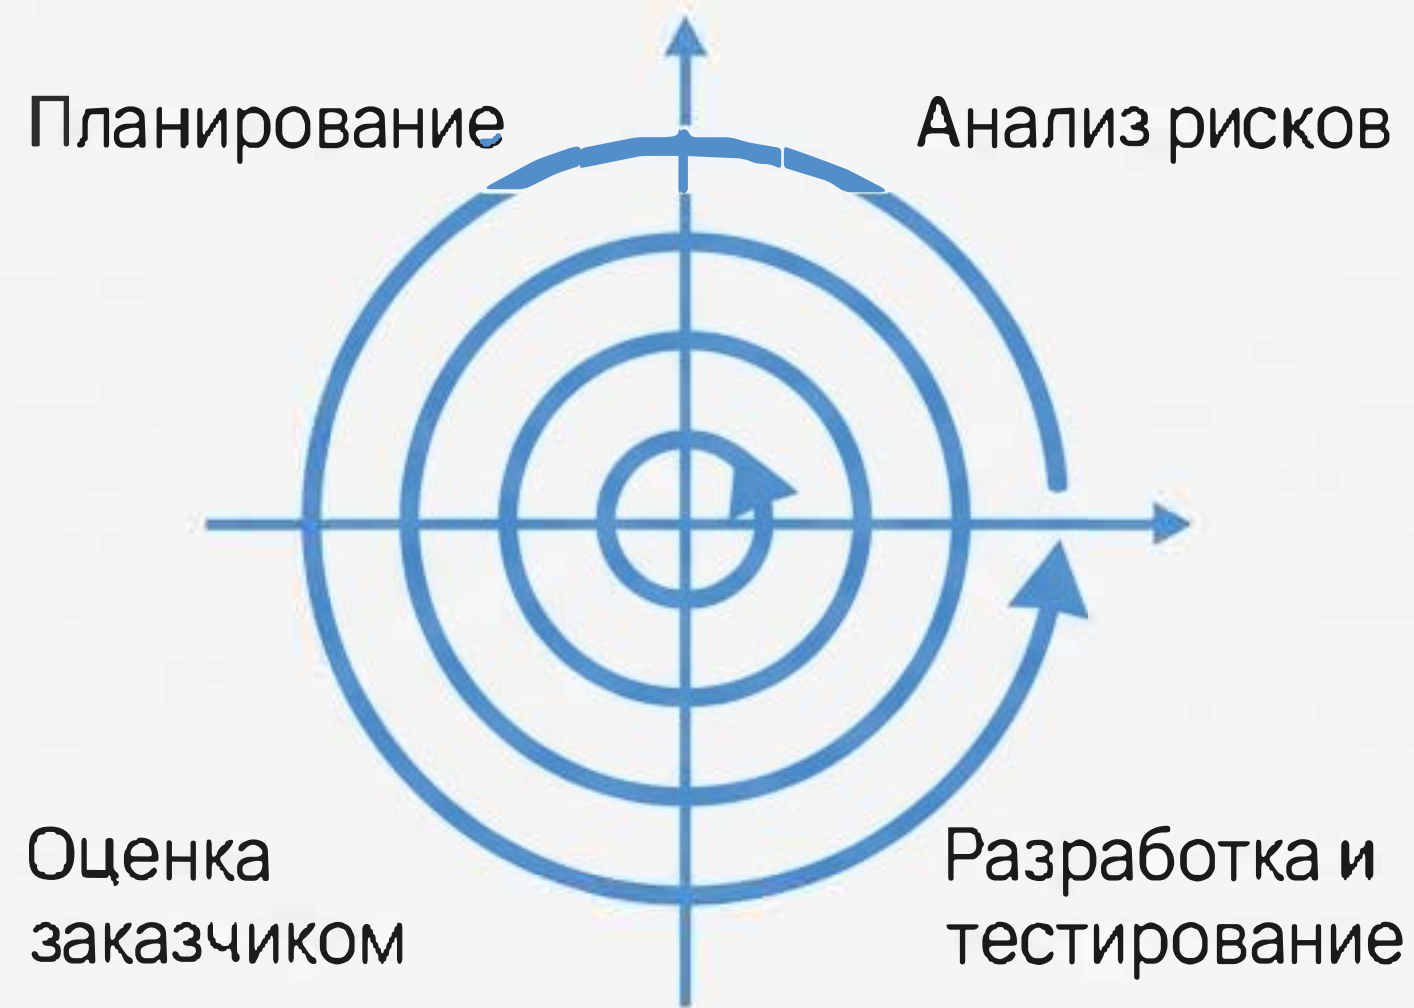 Планирование
Анализ рисков
Оценка
заказчиком
Разработка и
тестирование